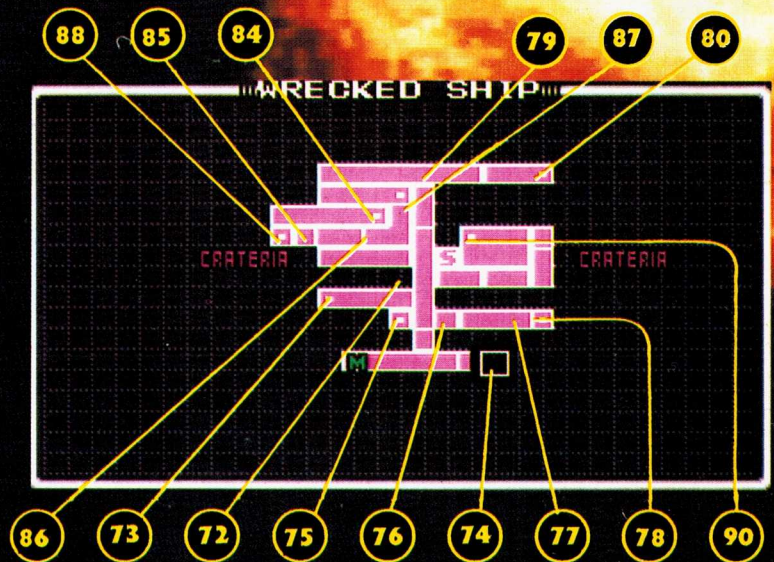 88 85 84 79 87 80
WRECKED SHIP
CRATERIA S CRATERIA
M
86 73 72 75 76 74 77 78 90